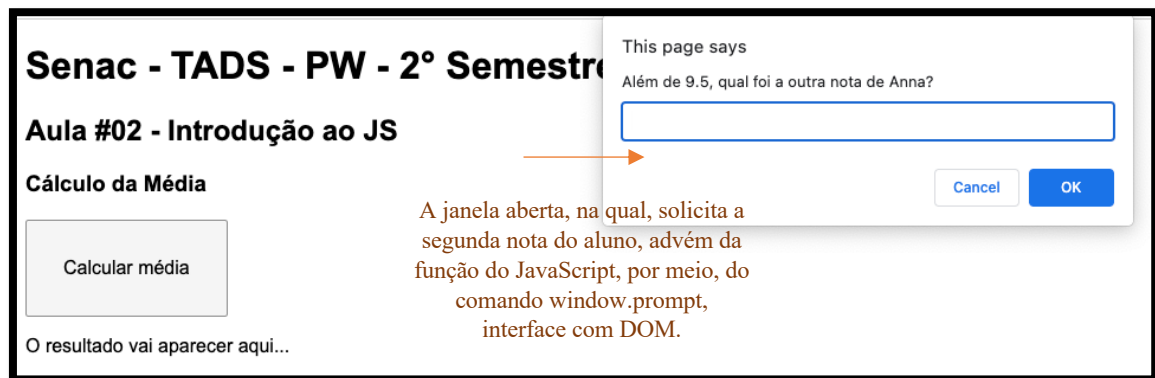 Senac - TADS - PW - 2° Semestre
This page says
Além de 9.5, qual foi a outra nota de Anna?
Aula #02 - Introdução ao JS
Cálculo da Média
Cancel
OK
Calcular média
A janela aberta, na qual, solicita a
segunda nota do aluno, advém da
função do JavaScript, por meio, do
comando window.prompt,
interface com DOM.
O resultado vai aparecer aqui...